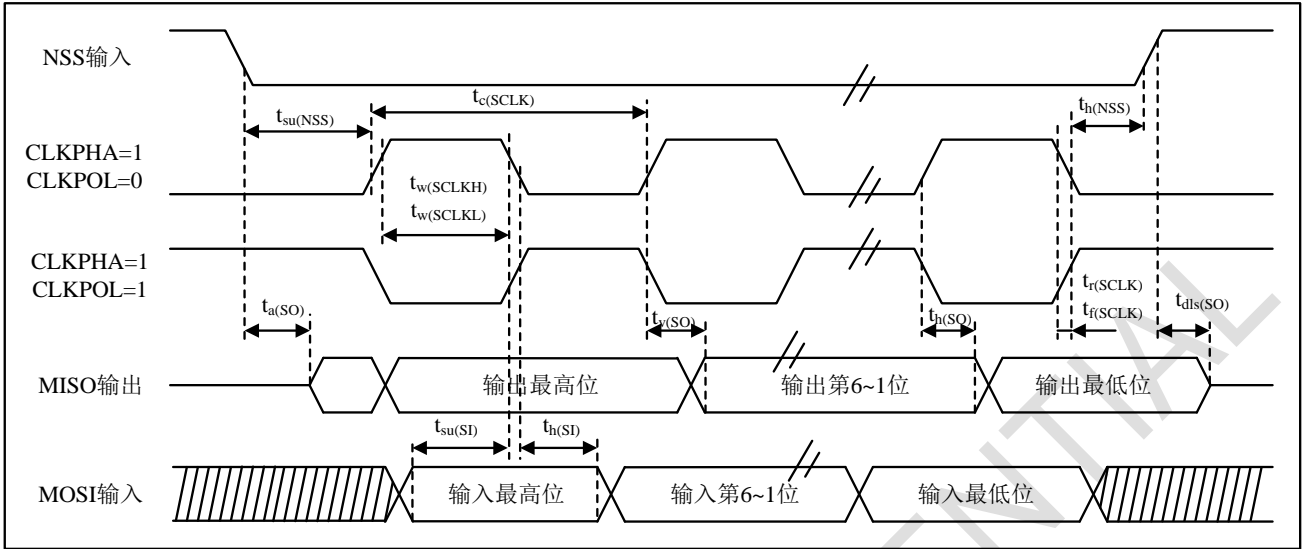 NSS输入
tc(SCLK)
tsu(NSS)
th(NSS)
CLKPHA=1
CLKPOL=0
tw(SCLKH)
tw(SCLKL)
CLKPHA=1
CLKPOL=1
tr(SCLK)
tf(SCLK)
ta(SO)
tv(SO)
th(SO)
tdls(SO)
MISO输出
输出最高位
输出第6~1位
输出最低位
tsu(SI)
th(SI)
MOSI输入
输入最高位
输入第6~1位
输入最低位
ENTIAL